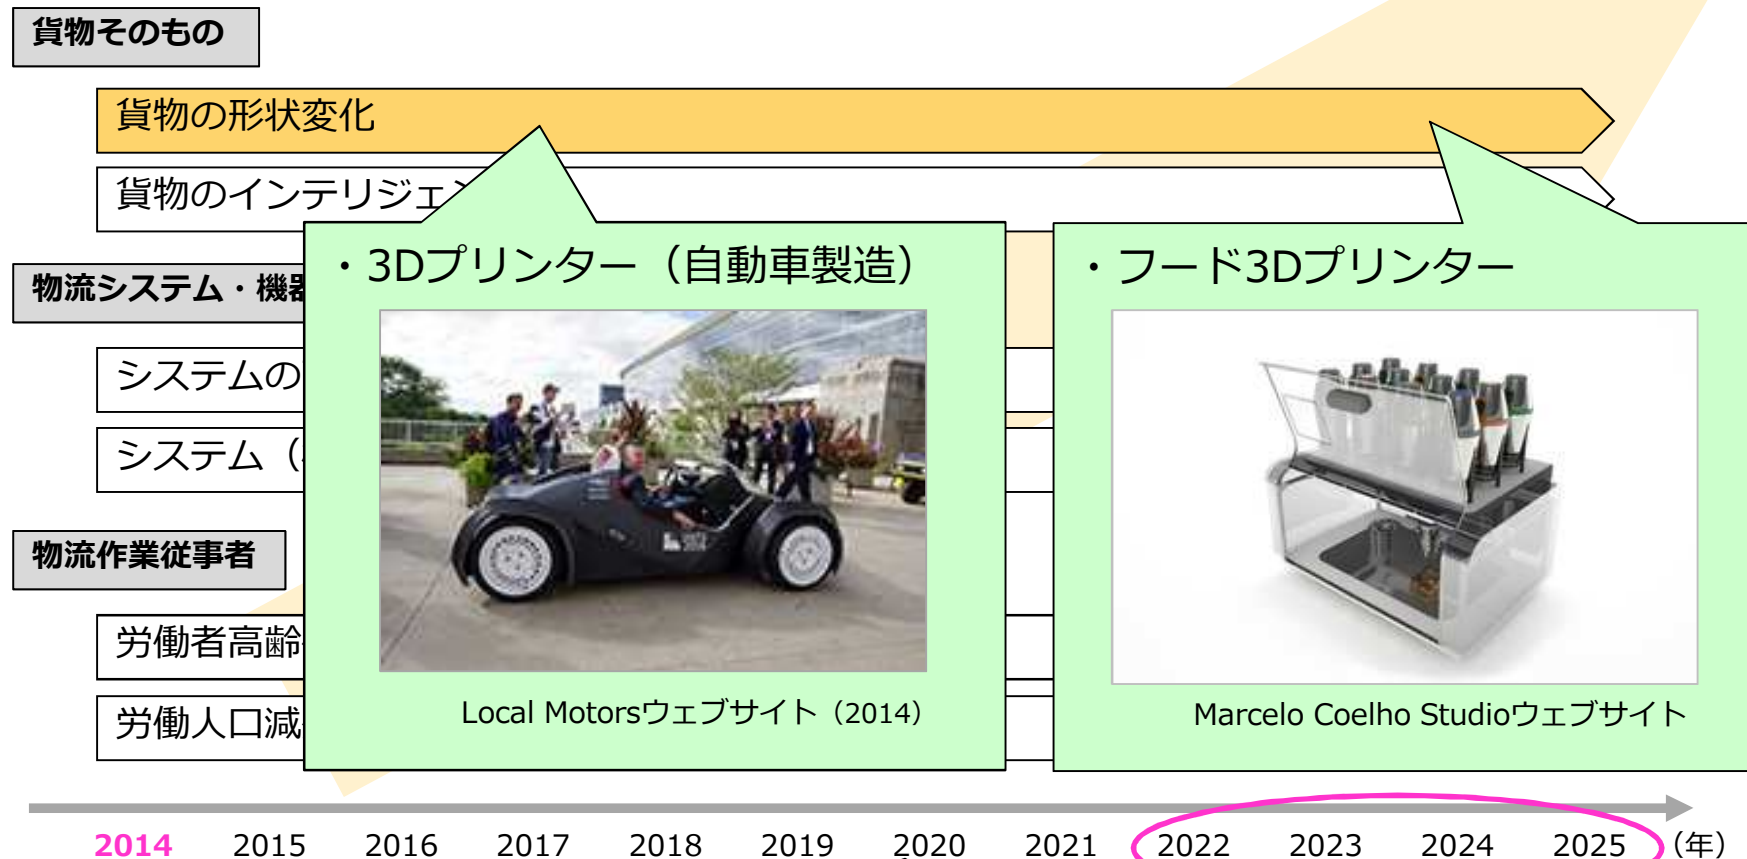 貨物そのもの
貨物の形状変化
貨物のインテリジェン
・3Dプリンター（自動車製造）
・フード3Dプリンター
物流システム・機器
システムの
システム（
物流作業従事者
労働者高齢
労働人口減
Local Motorsウェブサイト（2014）
Marcelo Coelho Studioウェブサイト
2014 2015 2016 2017 2018 2019 2020 2021 2022 2023 2024 2025 （年）